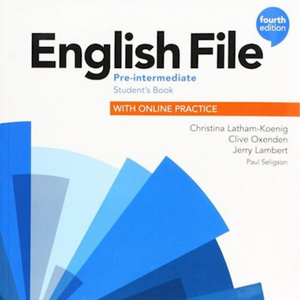 fourth
edition
English File
Pre-intermediate
Student's Book
WITH ONLINE PRACTICE
Christina Latham-Koenig
Clive Oxenden
Jerry Lambert
Paul Seligson